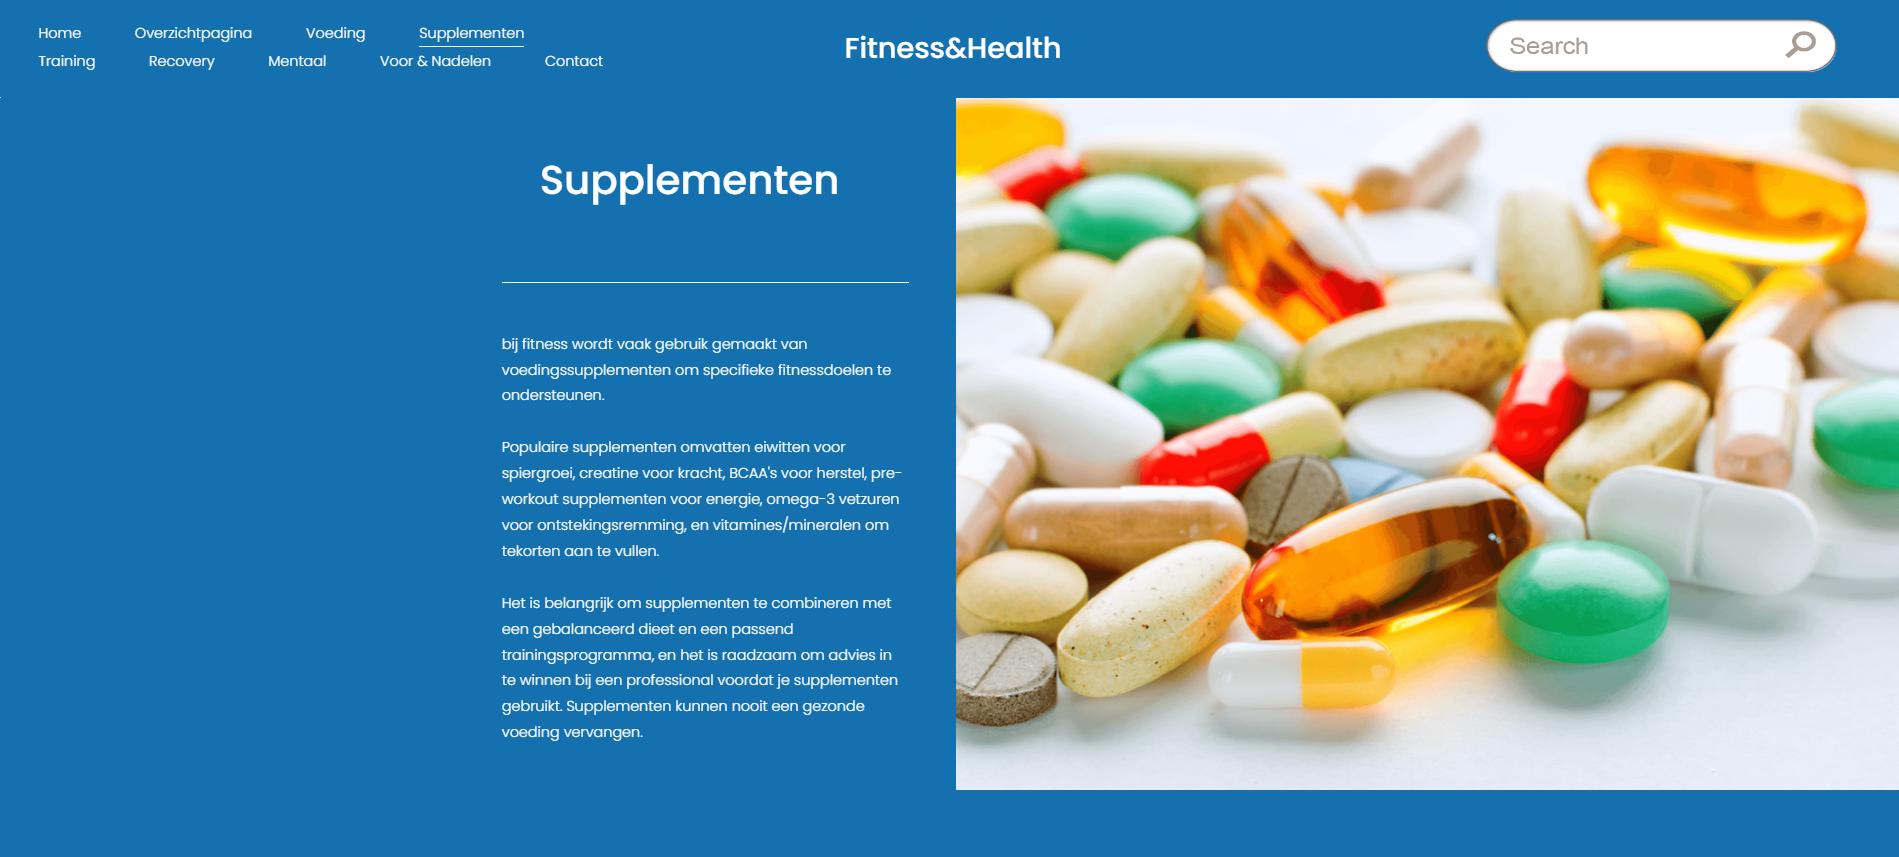 Home Overzichtpagina Voeding Supplementen
Training Recovery Mentaal Voor & Nadelen Contact
Fitness&Health
Search
Supplementen
bij fitness wordt vaak gebruik gemaakt van
voedingssupplementen om specifieke fitnessdoelen te
ondersteunen.
Populaire supplementen omvatten eiwitten voor
spiergroei, creatine voor kracht, BCAA's voor herstel, pre-
workout supplementen voor energie, omega-3 vetzuren
voor ontstekingsremming, en vitamines/mineralen om
tekorten aan te vullen.
Het is belangrijk om supplementen te combineren met
een gebalanceerd dieet en een passend
trainingsprogramma, en het is raadzaam om advies in
te winnen bij een professional voordat je supplementen
gebruikt. Supplementen kunnen nooit een gezonde
voeding vervangen.